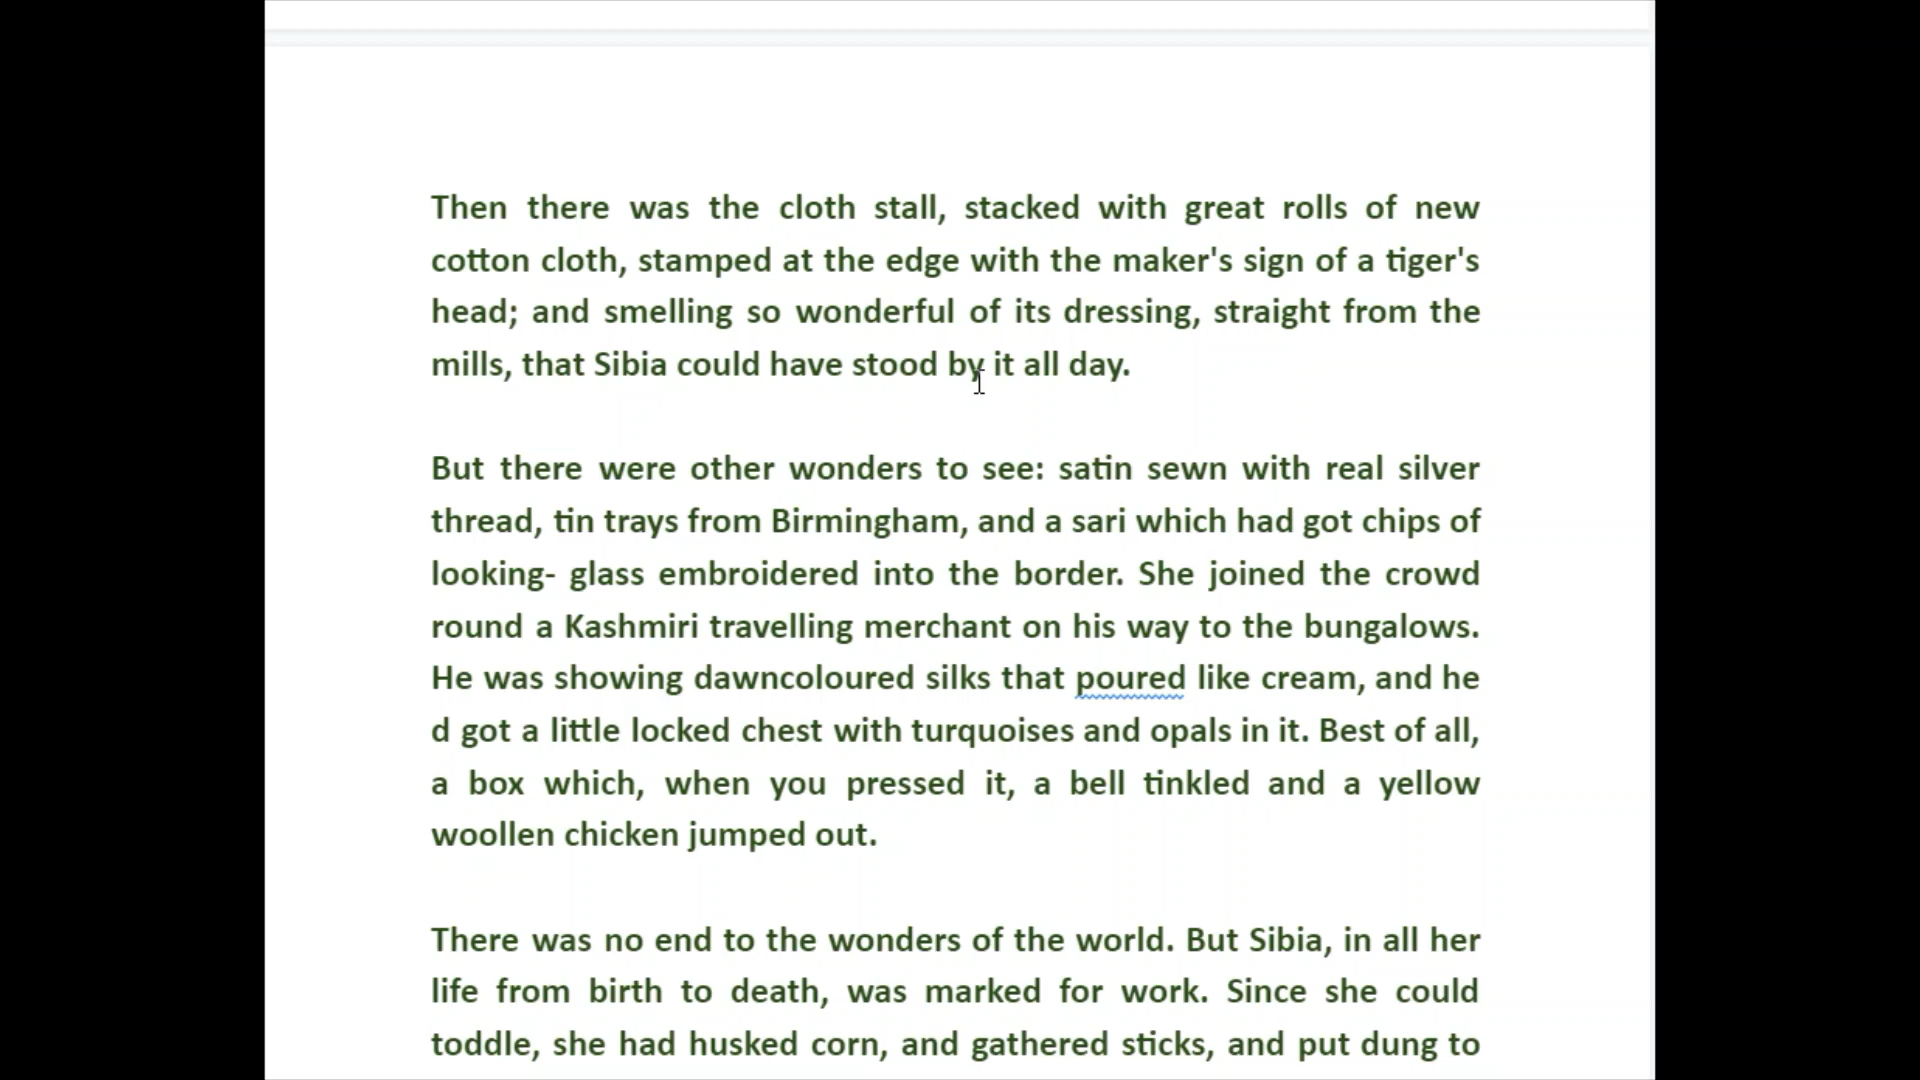 Then there was the cloth stall, stacked with great rolls of new
cotton cloth, stamped at the edge with the maker's sign of a tiger's
head; and smelling so wonderful of its dressing, straight from the
mills, that Sibia could have stood by it all day.
But there were other wonders to see: satin sewn with real silver
thread, tin trays from Birmingham, and a sari which had got chips of
looking- glass embroidered into the border. She joined the crowd
round a Kashmiri travelling merchant on his way to the bungalows.
He was showing dawncoloured silks that poured like cream, and he
d got a little locked chest with turquoises and opals in it. Best of all,
a box which, when you pressed it, a bell tinkled and a yellow
woollen chicken jumped out.
There was no end to the wonders of the world. But Sibia, in all her
life from birth to death, was marked for work. Since she could
toddle, she had husked corn, and gathered sticks, and put dung to